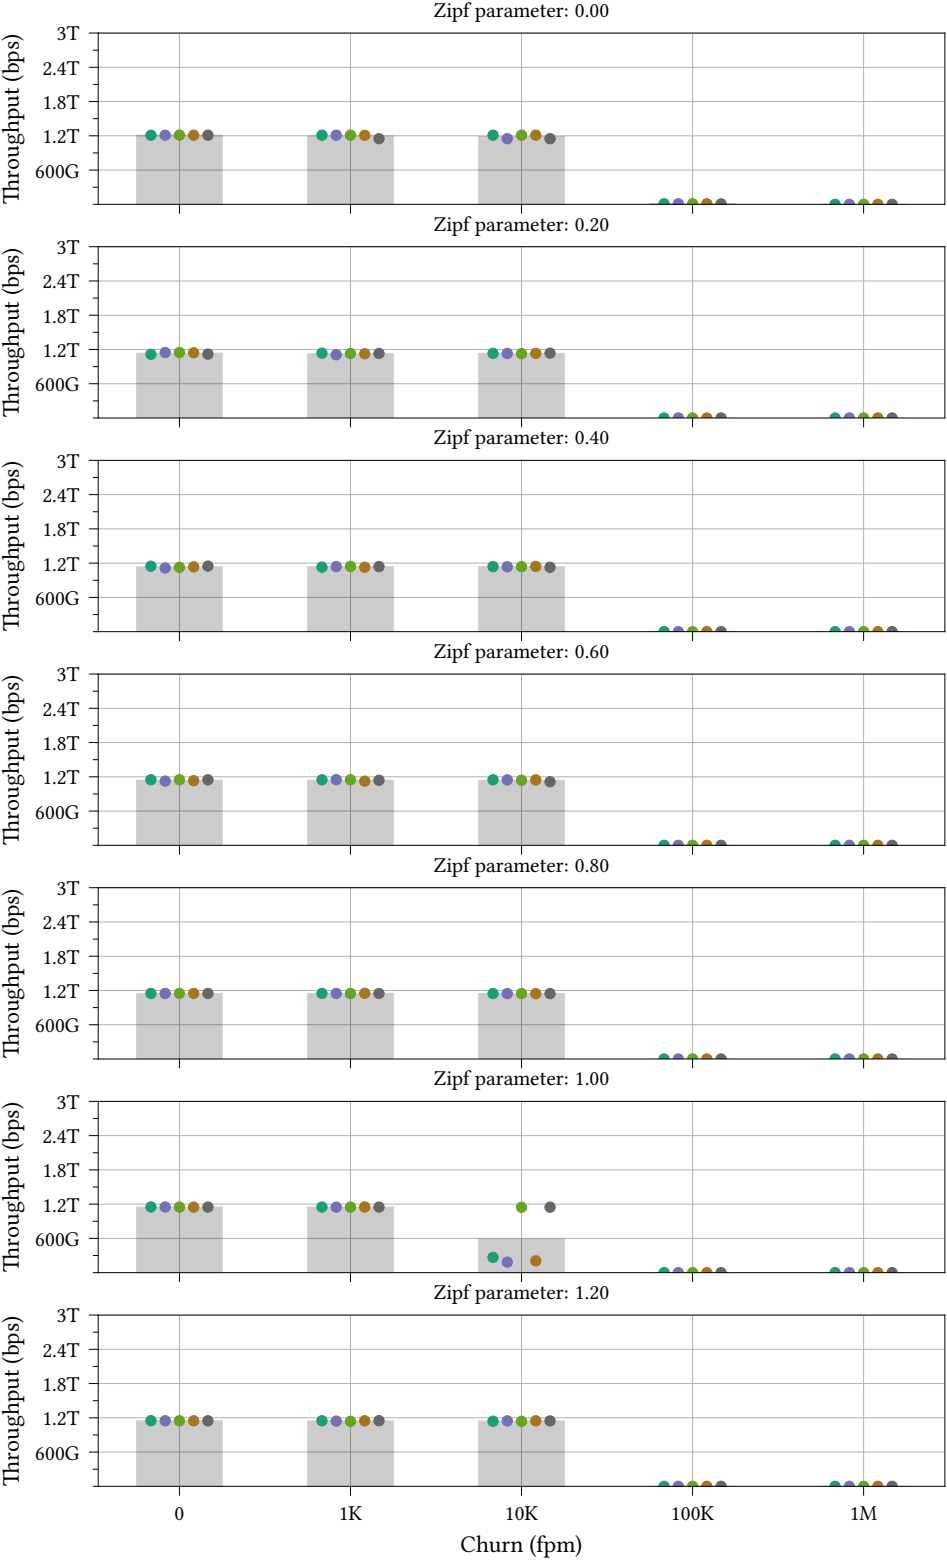 Zipf parameter: 0.00
Throughput (bps)
3T
2.4T
1.8T
1.2T
600G
Zipf parameter: 0.20
Throughput (bps)
3T
2.4T
1.8T
1.2T
600G
Zipf parameter: 0.40
Throughput (bps)
3T
2.4T
1.8T
1.2T
600G
Zipf parameter: 0.60
Throughput (bps)
3T
2.4T
1.8T
1.2T
600G
Zipf parameter: 0.80
Throughput (bps)
3T
2.4T
1.8T
1.2T
600G
Zipf parameter: 1.00
Throughput (bps)
3T
2.4T
1.8T
1.2T
600G
Zipf parameter: 1.20
Throughput (bps)
3T
2.4T
1.8T
1.2T
600G
0 1K 10K 100K 1M
Churn (fpm)